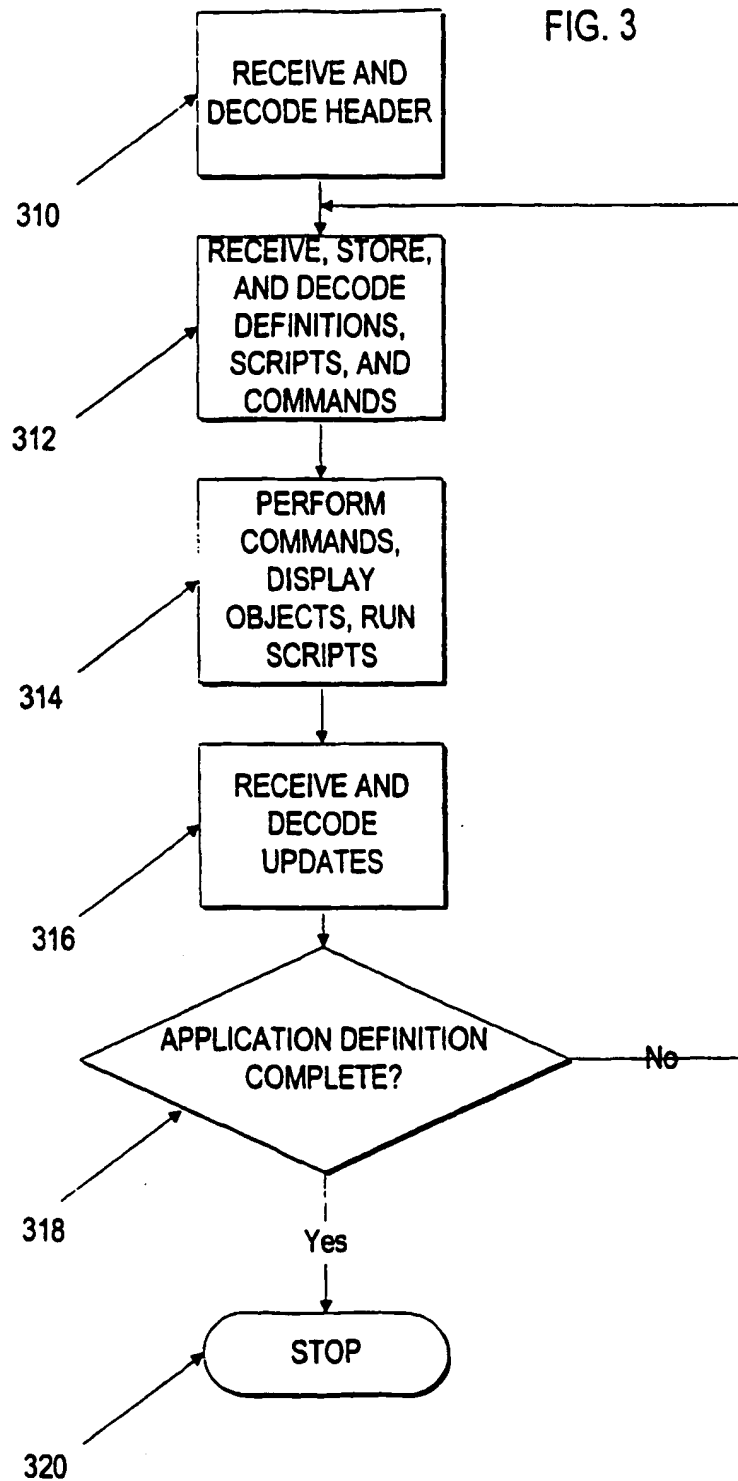 FIG. 3
RECEIVE AND
DECODE HEADER
310
RECEIVE, STORE,
AND DECODE
DEFINITIONS,
SCRIPTS, AND
COMMANDS
312
PERFORM
COMMANDS,
DISPLAY
OBJECTS, RUN
SCRIPTS
314
RECEIVE AND
DECODE
UPDATES
316
APPLICATION DEFINITION
COMPLETE?
No
318
Yes
STOP
320